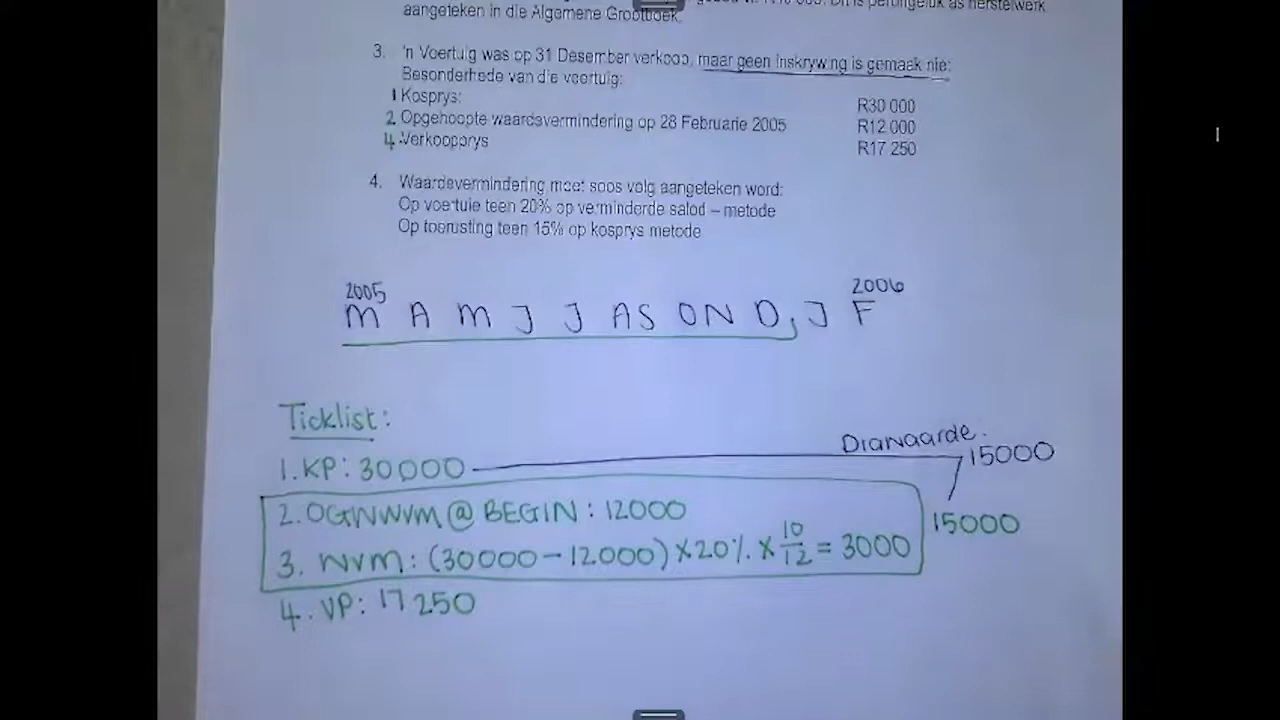 aangeteken in die Algemene Grootboek.
3. 'n Voertuig was op 31 Desember verkoop, maar geen inskrywing is gemaak nie:
Besonderhede van die voertuig:
1 Kosprys: R30 000
2 Opgehoopte waardevermindering op 28 Februarie 2005 R12 000
4 Verkoopprys R17 250
4. Waardevermindering moet soos volg aangeteken word:
Op voertuie teen 20% op verminderde salod – metode
Op toerusting teen 15% op kosprys metode
2005 2006
M A M J J A S O N D, J F
Ticklist:
1. KP: 30000 15000
2. OGWWVM @ BEGIN: 12000 15000
3. WVM: (30000 – 12000) × 20% × 10/12 = 3000
4. VP: 17 250